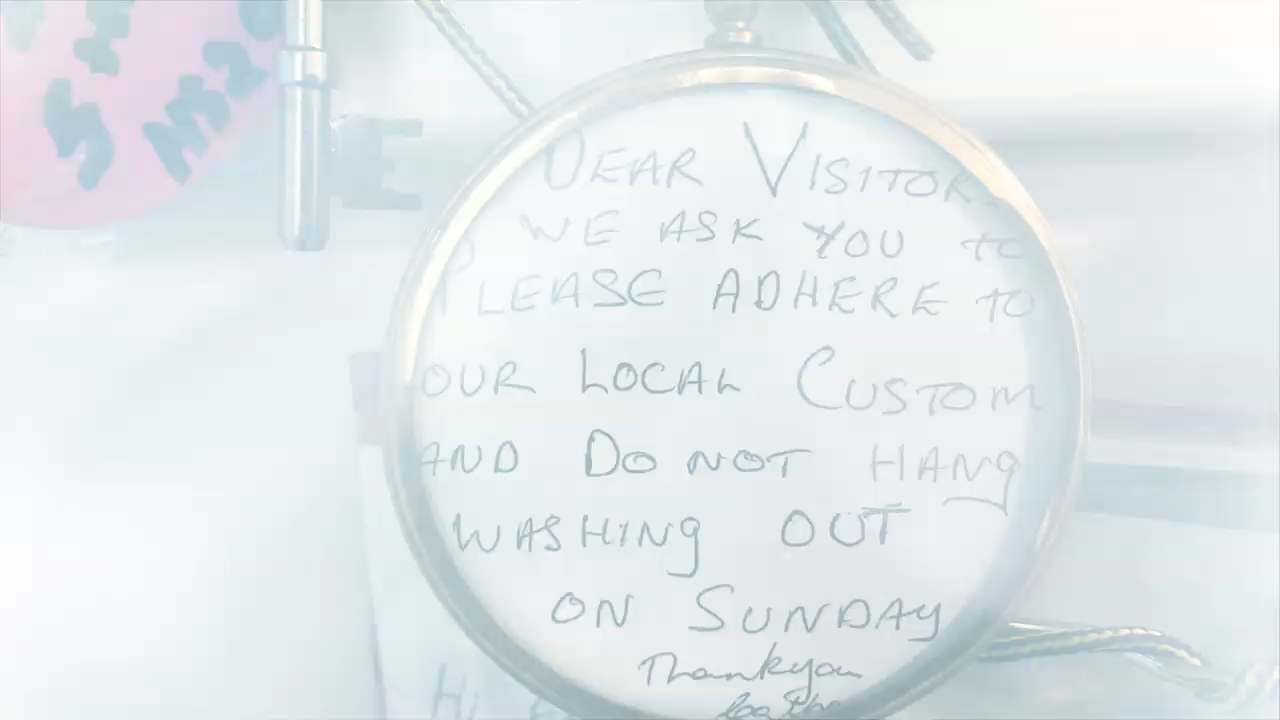 DEAR VISITOR
WE ASK YOU to
PLEASE ADHERE to
OUR LOCAL CUSTOM
AND DO NOT HANG
WASHING OUT
ON SUNDAY
Thankyou